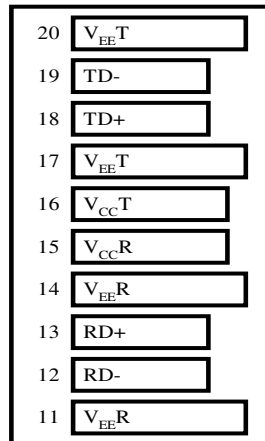 20 VEET
19 TD-
18 TD+
17 VEET
16 VCCT
15 VCCR
14 VEER
13 RD+
12 RD-
11 VEER